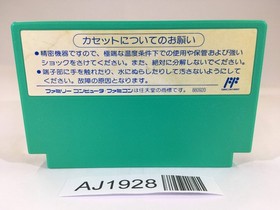 カセットについてのお願い
●精密機器ですので、極端な温度条件下での使用や保管および強い
ショックをさけてください。また、絶対に分解しないでください。
●端子部に手を触れたり、水にぬらしたりして汚さないようにして
ください。故障の原因となります。
ファミリーコンピュータ・ファミコンは任天堂の商標です。
AJ1928